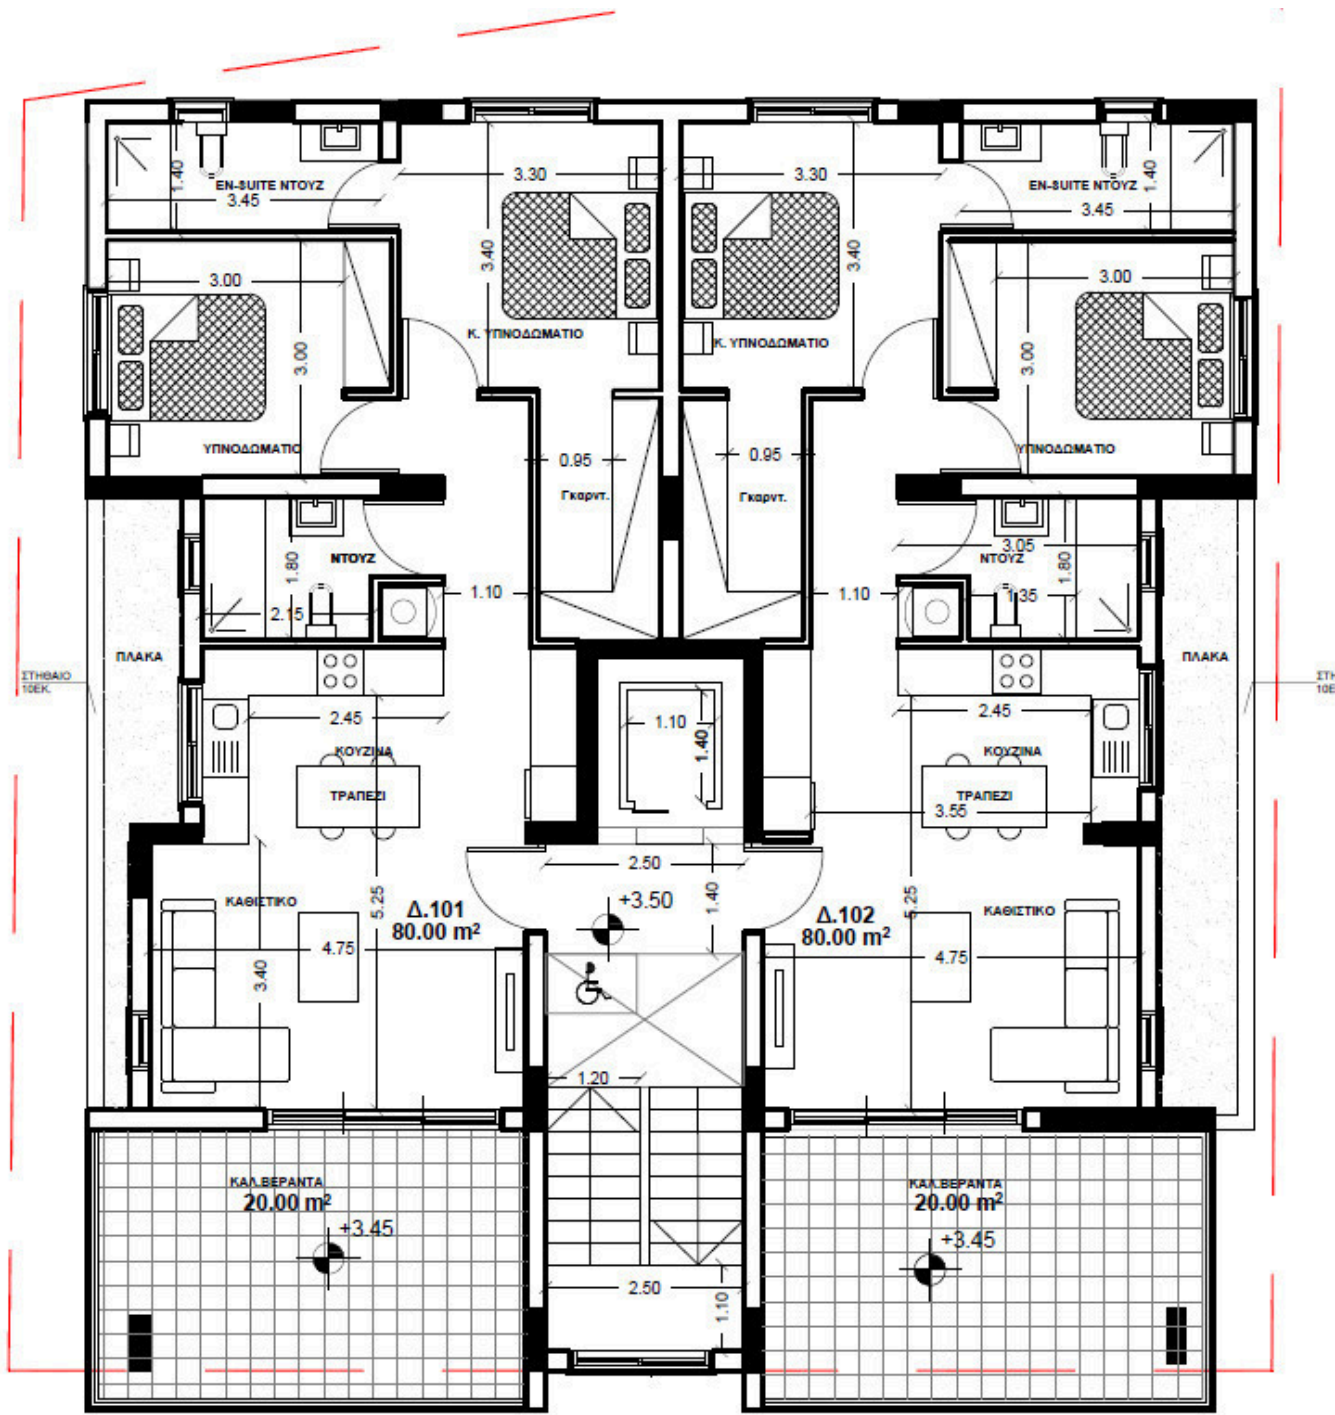 1.40
EN-SUITE ΝΤΟΥΖ
3.45
3.30
3.40
3.30
3.40
EN-SUITE ΝΤΟΥΖ
1.40
3.45
3.00
3.00
Κ. ΥΠΝΟΔΩΜΑΤΙΟ
Κ. ΥΠΝΟΔΩΜΑΤΙΟ
3.00
3.00
ΥΠΝΟΔΩΜΑΤΙΟ
ΥΠΝΟΔΩΜΑΤΙΟ
0.95
Γκαρντ.
0.95
Γκαρντ.
1.80
ΝΤΟΥΖ
2.15
1.10
1.10
3.05
ΝΤΟΥΖ
1.80
1.35
ΠΛΑΚΑ
ΠΛΑΚΑ
ΣΤΗΘΑΙΟ
10ΕΚ.
ΣΤΗ
10Ε
2.45
ΚΟΥΖΙΝΑ
ΤΡΑΠΕΖΙ
1.10
1.40
2.45
ΚΟΥΖΙΝΑ
ΤΡΑΠΕΖΙ
3.55
2.50
+3.50
1.40
ΚΑΘΙΣΤΙΚΟ
5.25
Δ.101
80.00 m²
4.75
3.40
Δ.102
80.00 m²
5.25
ΚΑΘΙΣΤΙΚΟ
4.75
1.20
ΚΑΛ.ΒΕΡΑΝΤΑ
20.00 m²
+3.45
ΚΑΛ.ΒΕΡΑΝΤΑ
20.00 m²
+3.45
2.50
1.10